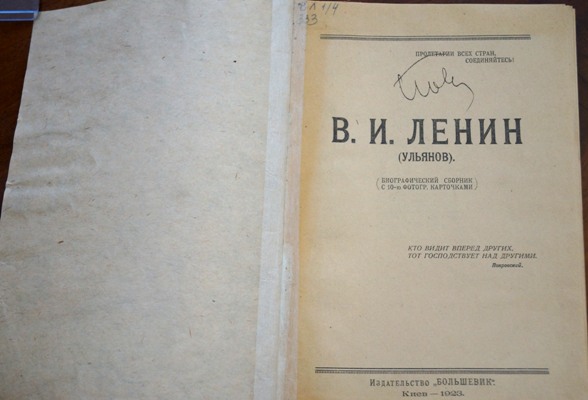 ПРОЛЕТАРИИ ВСЕХ СТРАН,
СОЕДИНЯЙТЕСЬ!
В. И. ЛЕНИН
(УЛЬЯНОВ).
(БИОГРАФИЧЕСКИЙ СБОРНИК
С 10-ю ФОТОГР. КАРТОЧКАМИ)
КТО ВИДИТ ВПЕРЕД ДРУГИХ,
ТОТ ГОСПОДСТВУЕТ НАД ДРУГИМИ.
ИЗДАТЕЛЬСТВО „БОЛЬШЕВИК".
КИЕВ — 1923.